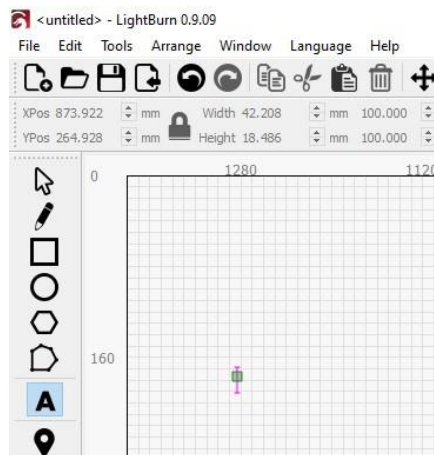 <untitled> - LightBurn 0.9.09
File Edit Tools Arrange Window Language Help
XPos 873.922 mm Width 42.208 mm 100.000
YPos 264.928 mm Height 18.486 mm 100.000
0 1280 1120
160
A